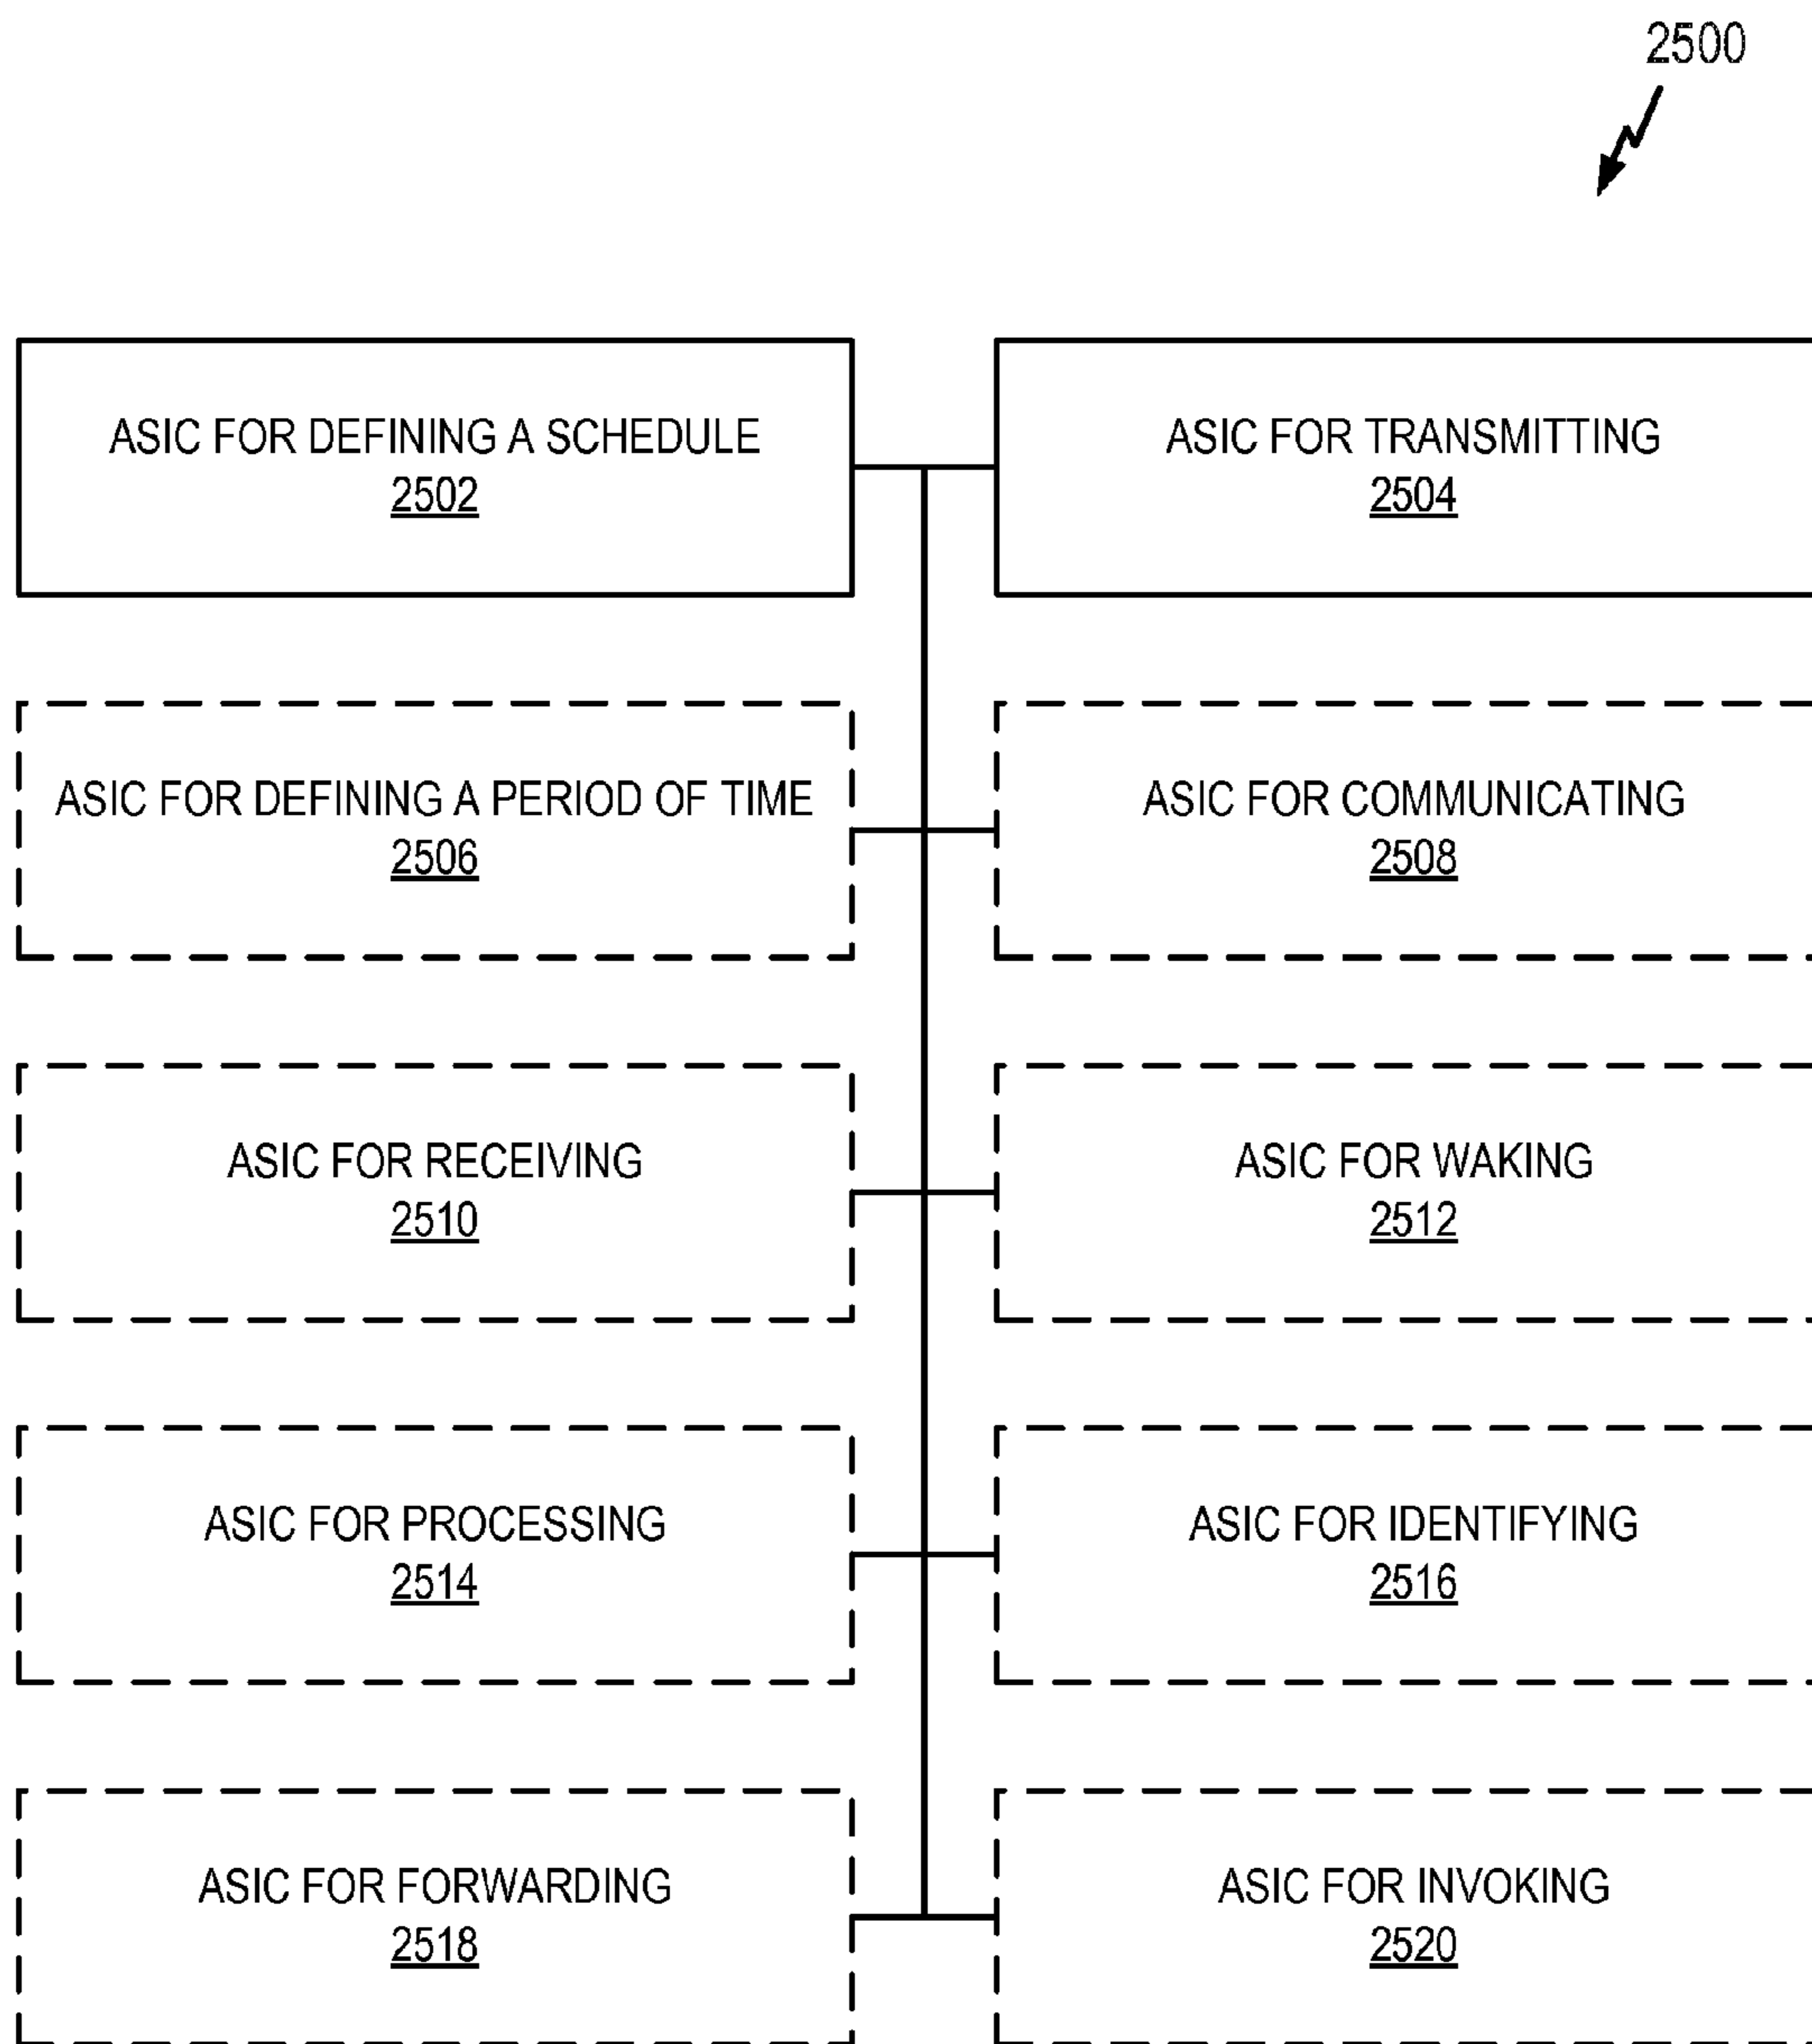 2500
ASIC FOR DEFINING A SCHEDULE
2502
ASIC FOR TRANSMITTING
2504
ASIC FOR DEFINING A PERIOD OF TIME
2506
ASIC FOR COMMUNICATING
2508
ASIC FOR RECEIVING
2510
ASIC FOR WAKING
2512
ASIC FOR PROCESSING
2514
ASIC FOR IDENTIFYING
2516
ASIC FOR FORWARDING
2518
ASIC FOR INVOKING
2520